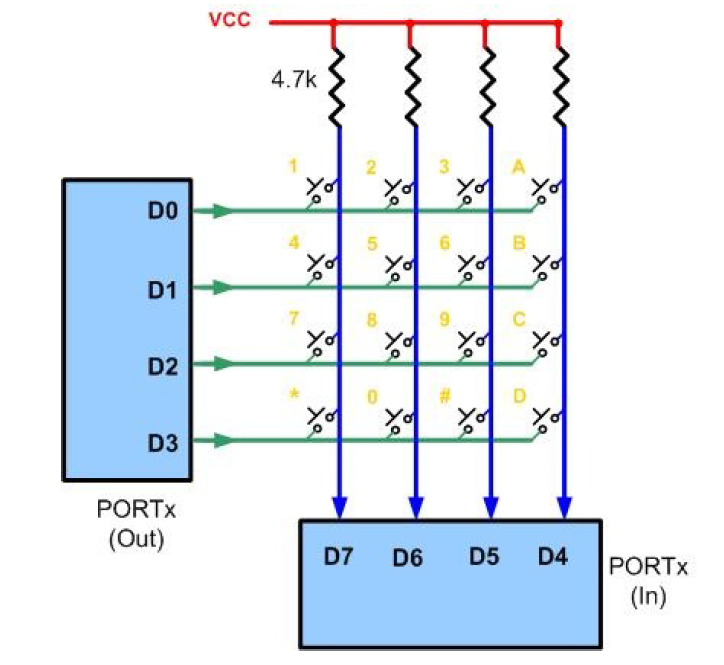 VCC
4.7k
1 2 3 A
D0
4 5 6 B
D1
7 8 9 C
D2
* 0 # D
D3
PORTx
(Out)
D7 D6 D5 D4
PORTx
(In)